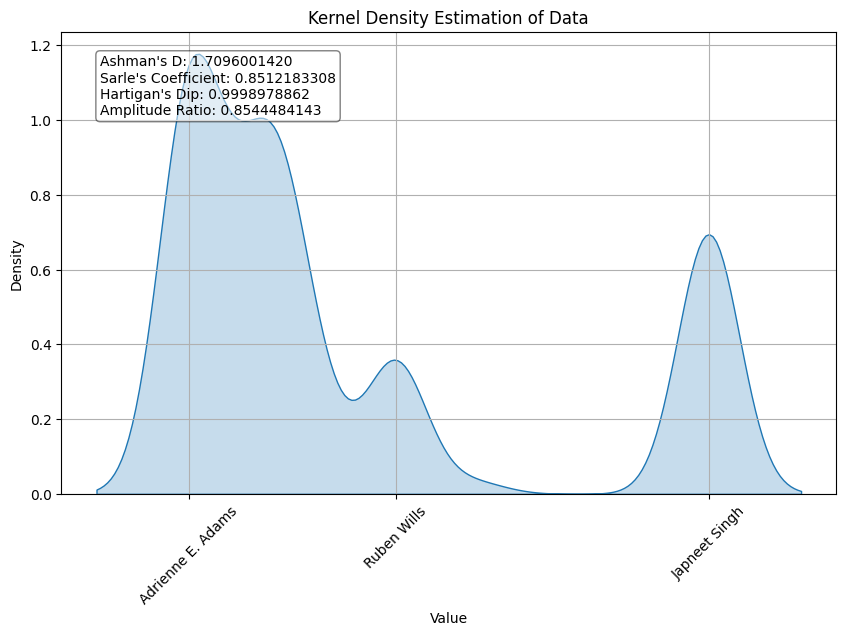 Kernel Density Estimation of Data
Ashman's D: 1.7096001420
Sarle's Coefficient: 0.8512183308
Hartigan's Dip: 0.9998978862
Amplitude Ratio: 0.8544484143
Density
1.2
1.0
0.8
0.6
0.4
0.2
0.0
Adrienne E. Adams
Ruben Wills
Japneet Singh
Value